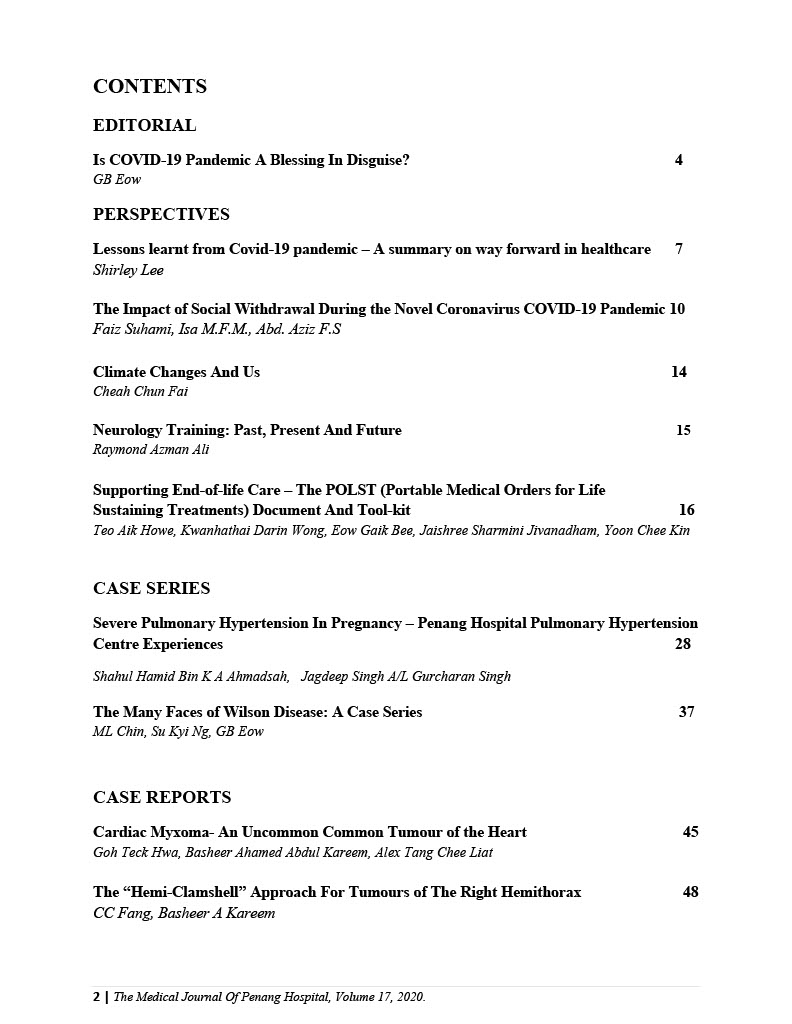 CONTENTS
EDITORIAL
Is COVID-19 Pandemic A Blessing In Disguise? 4
GB Eow
PERSPECTIVES
Lessons learnt from Covid-19 pandemic – A summary on way forward in healthcare 7
Shirley Lee
The Impact of Social Withdrawal During the Novel Coronavirus COVID-19 Pandemic 10
Faiz Suhami, Isa M.F.M., Abd. Aziz F.S
Climate Changes And Us 14
Cheah Chun Fai
Neurology Training: Past, Present And Future 15
Raymond Azman Ali
Supporting End-of-life Care – The POLST (Portable Medical Orders for Life
Sustaining Treatments) Document And Tool-kit 16
Teo Aik Howe, Kwanhathai Darin Wong, Eow Gaik Bee, Jaishree Sharmini Jivanadham, Yoon Chee Kin
CASE SERIES
Severe Pulmonary Hypertension In Pregnancy – Penang Hospital Pulmonary Hypertension
Centre Experiences 28
Shahul Hamid Bin K A Ahmadsah, Jagdeep Singh A/L Gurcharan Singh
The Many Faces of Wilson Disease: A Case Series 37
ML Chin, Su Kyi Ng, GB Eow
CASE REPORTS
Cardiac Myxoma- An Uncommon Common Tumour of the Heart 45
Goh Teck Hwa, Basheer Ahamed Abdul Kareem, Alex Tang Chee Liat
The “Hemi-Clamshell” Approach For Tumours of The Right Hemithorax 48
CC Fang, Basheer A Kareem
2 | The Medical Journal Of Penang Hospital, Volume 17, 2020.